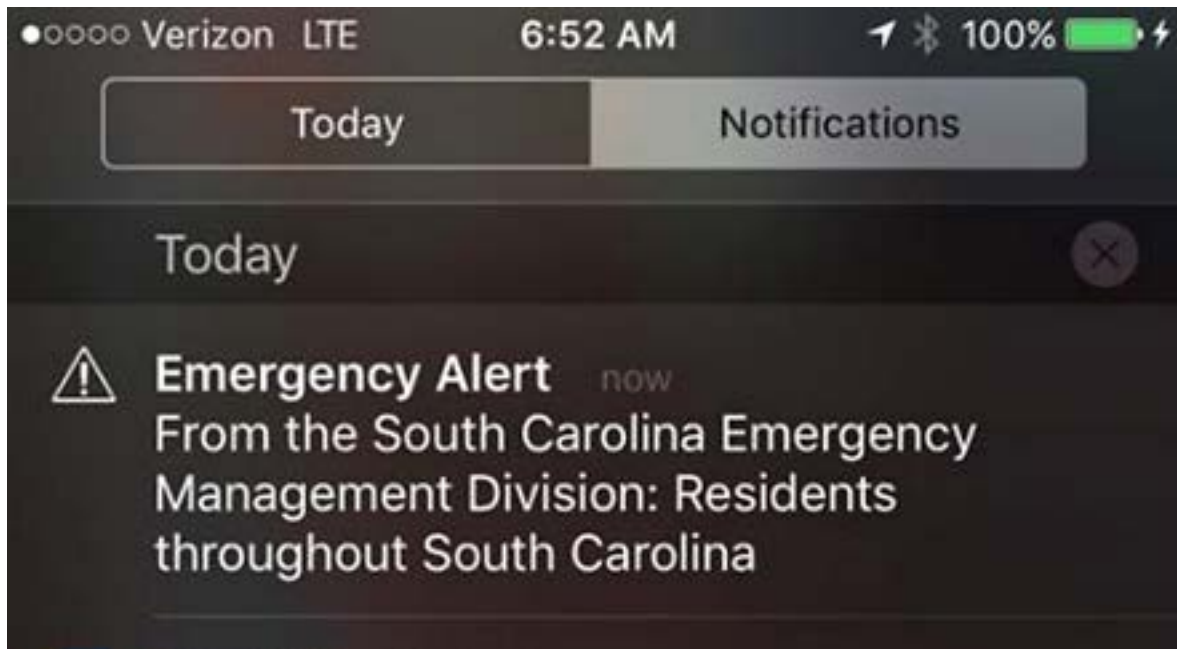 Verizon LTE 6:52 AM 100%
Today Notifications
Today
Emergency Alert now
From the South Carolina Emergency
Management Division: Residents
throughout South Carolina